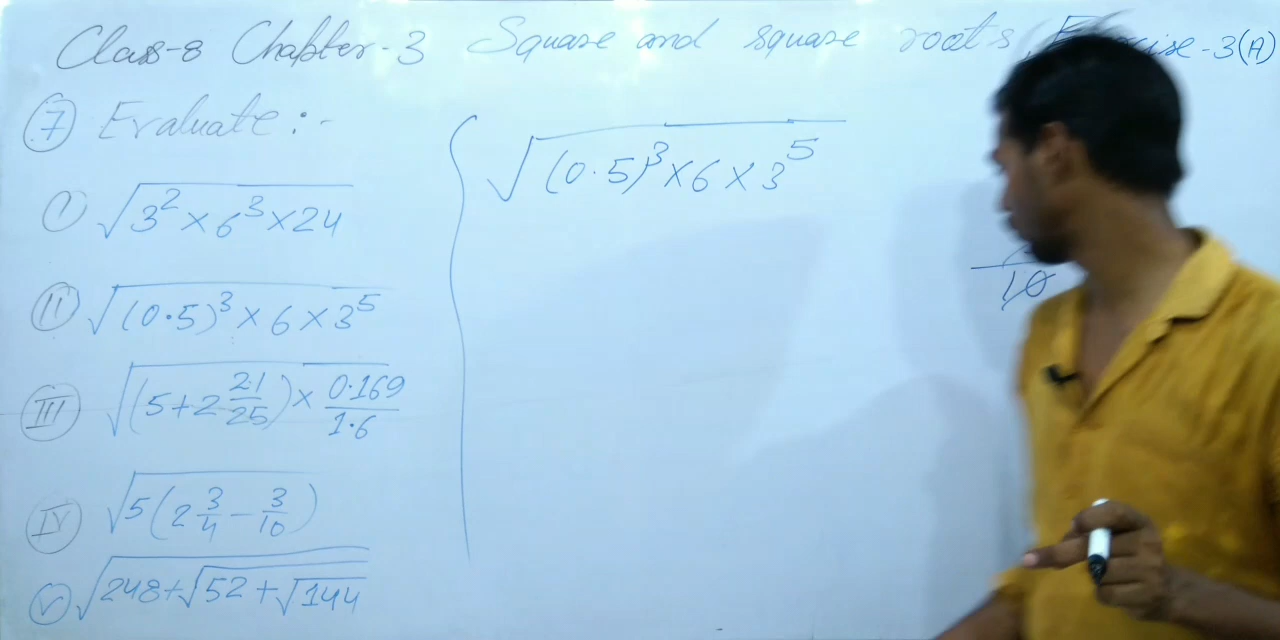 Class-8 Chapter-3 Square and square roots, Exercise-3(A)
7 Evaluate :-
I √(3² × 6³ × 24)
II √((0.5)³ × 6 × 3⁵)
III √((5 + 2 21/25) × 0.169/1.6)
IV √(5(2 3/4 - 3/10))
V √(248 + √(52 + √144))
√((0.5)³ × 6 × 3⁵)
10